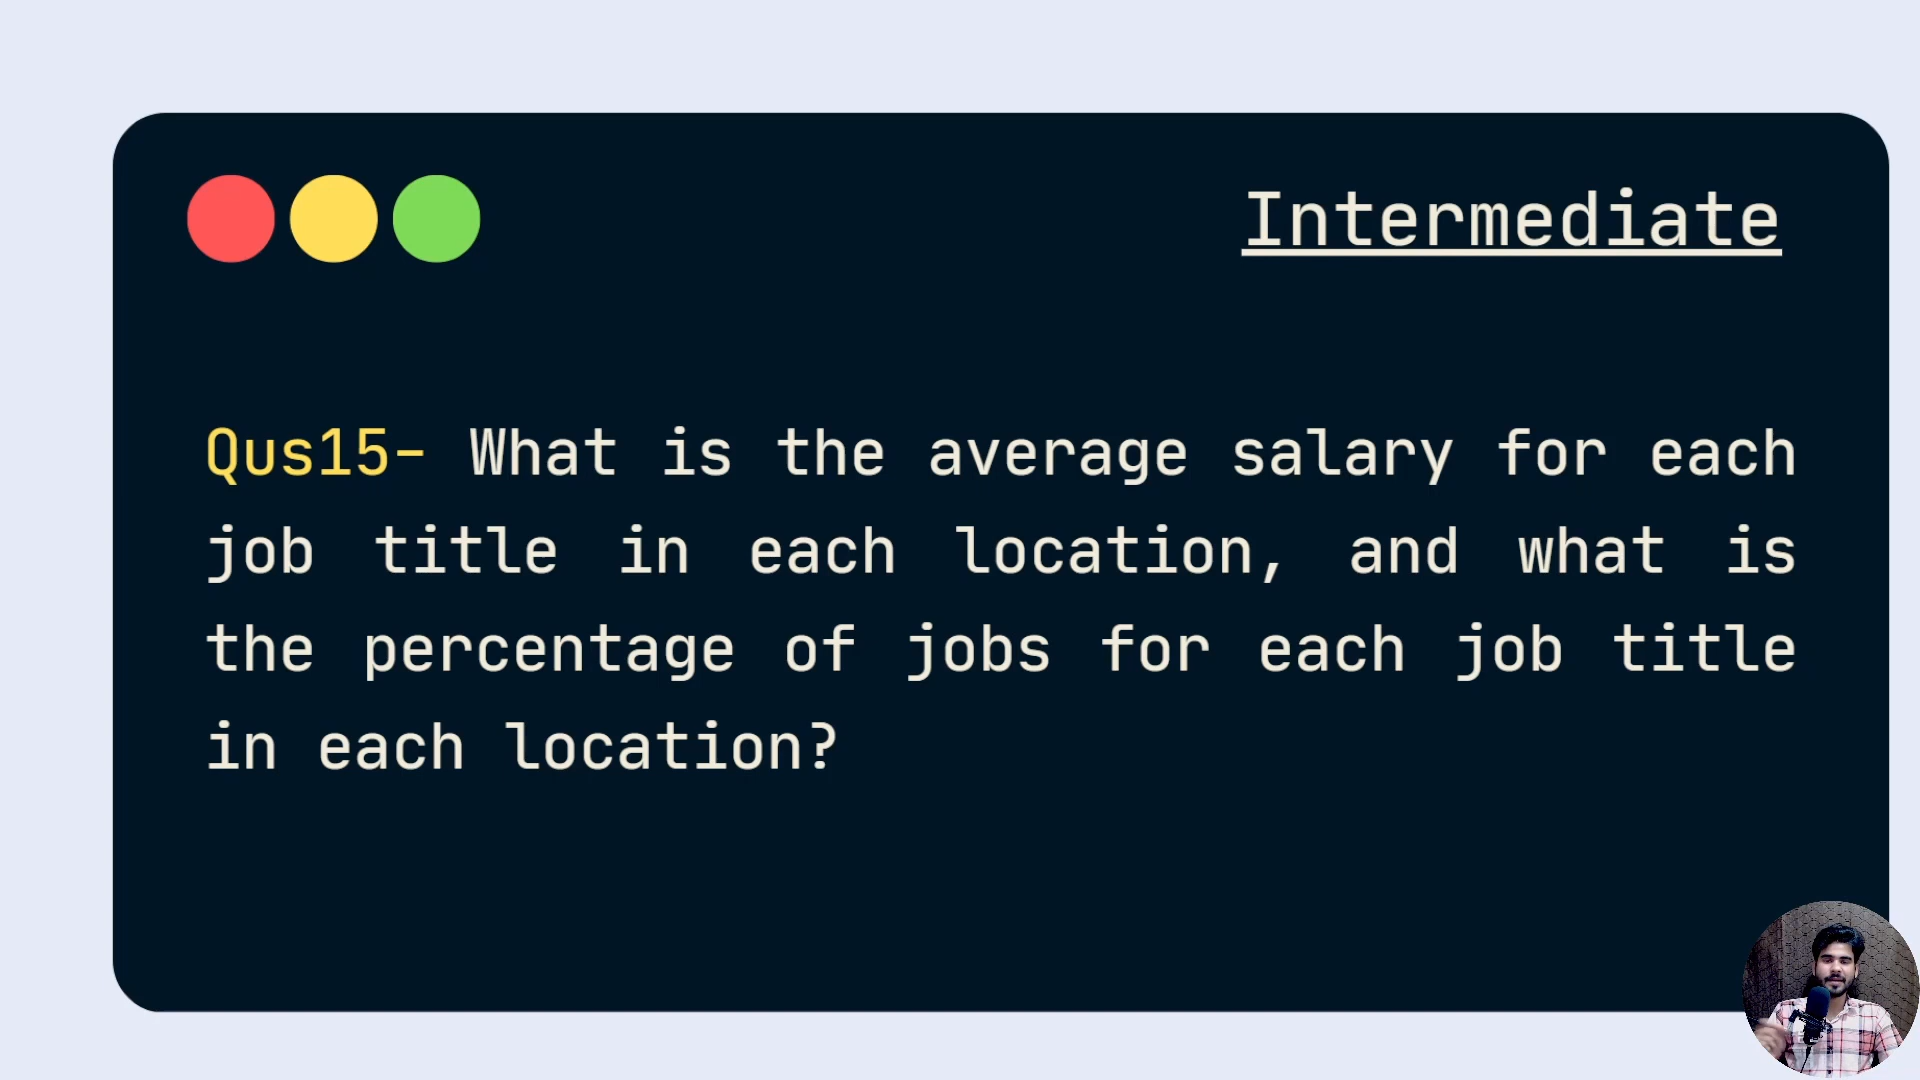 Intermediate
Qus15- What is the average salary for each
job title in each location, and what is
the percentage of jobs for each job title
in each location?